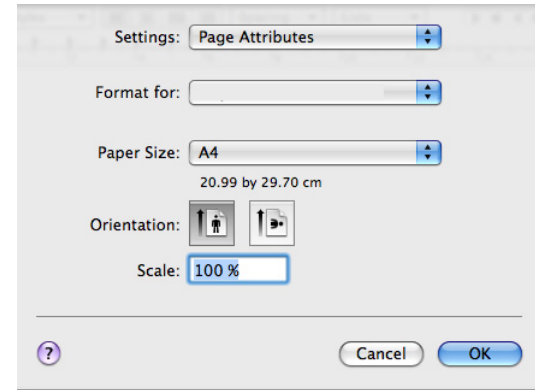 Settings: Page Attributes
Format for:
Paper Size: A4
20.99 by 29.70 cm
Orientation:
Scale: 100 %
? Cancel OK